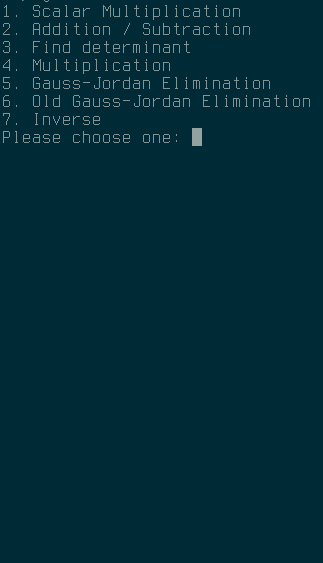 1. Scalar Multiplication
2. Addition / Subtraction
3. Find determinant
4. Multiplication
5. Gauss-Jordan Elimination
6. Old Gauss-Jordan Elimination
7. Inverse
Please choose one: